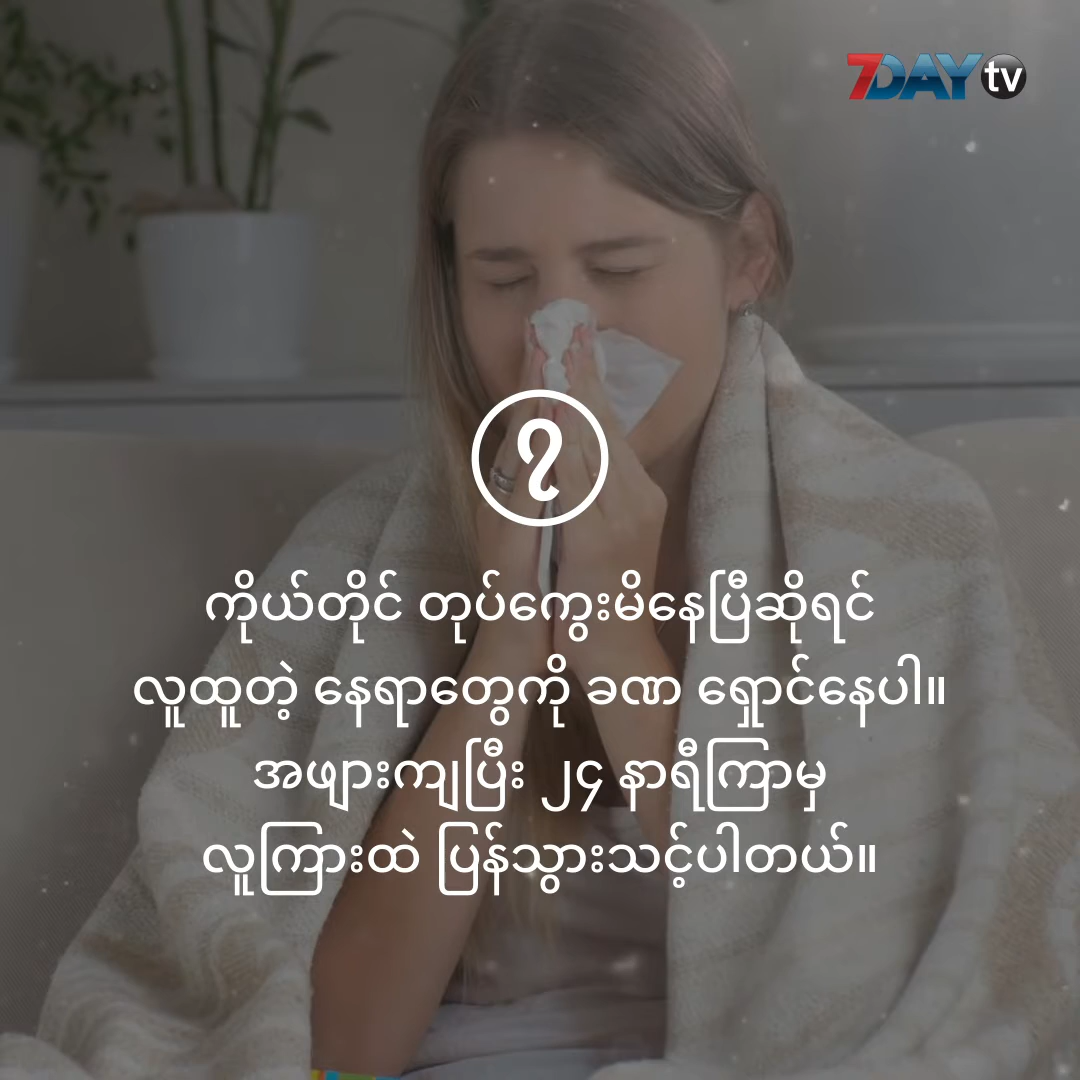 7DAY tv
၇
ကိုယ်တိုင် တုပ်ကွေးမိနေပြီဆိုရင်
လူထူတဲ့ နေရာတွေကို ခဏ ရှောင်နေပါ။
အဖျားကျပြီး ၂၄ နာရီကြာမှ
လူကြားထဲ ပြန်သွားသင့်ပါတယ်။